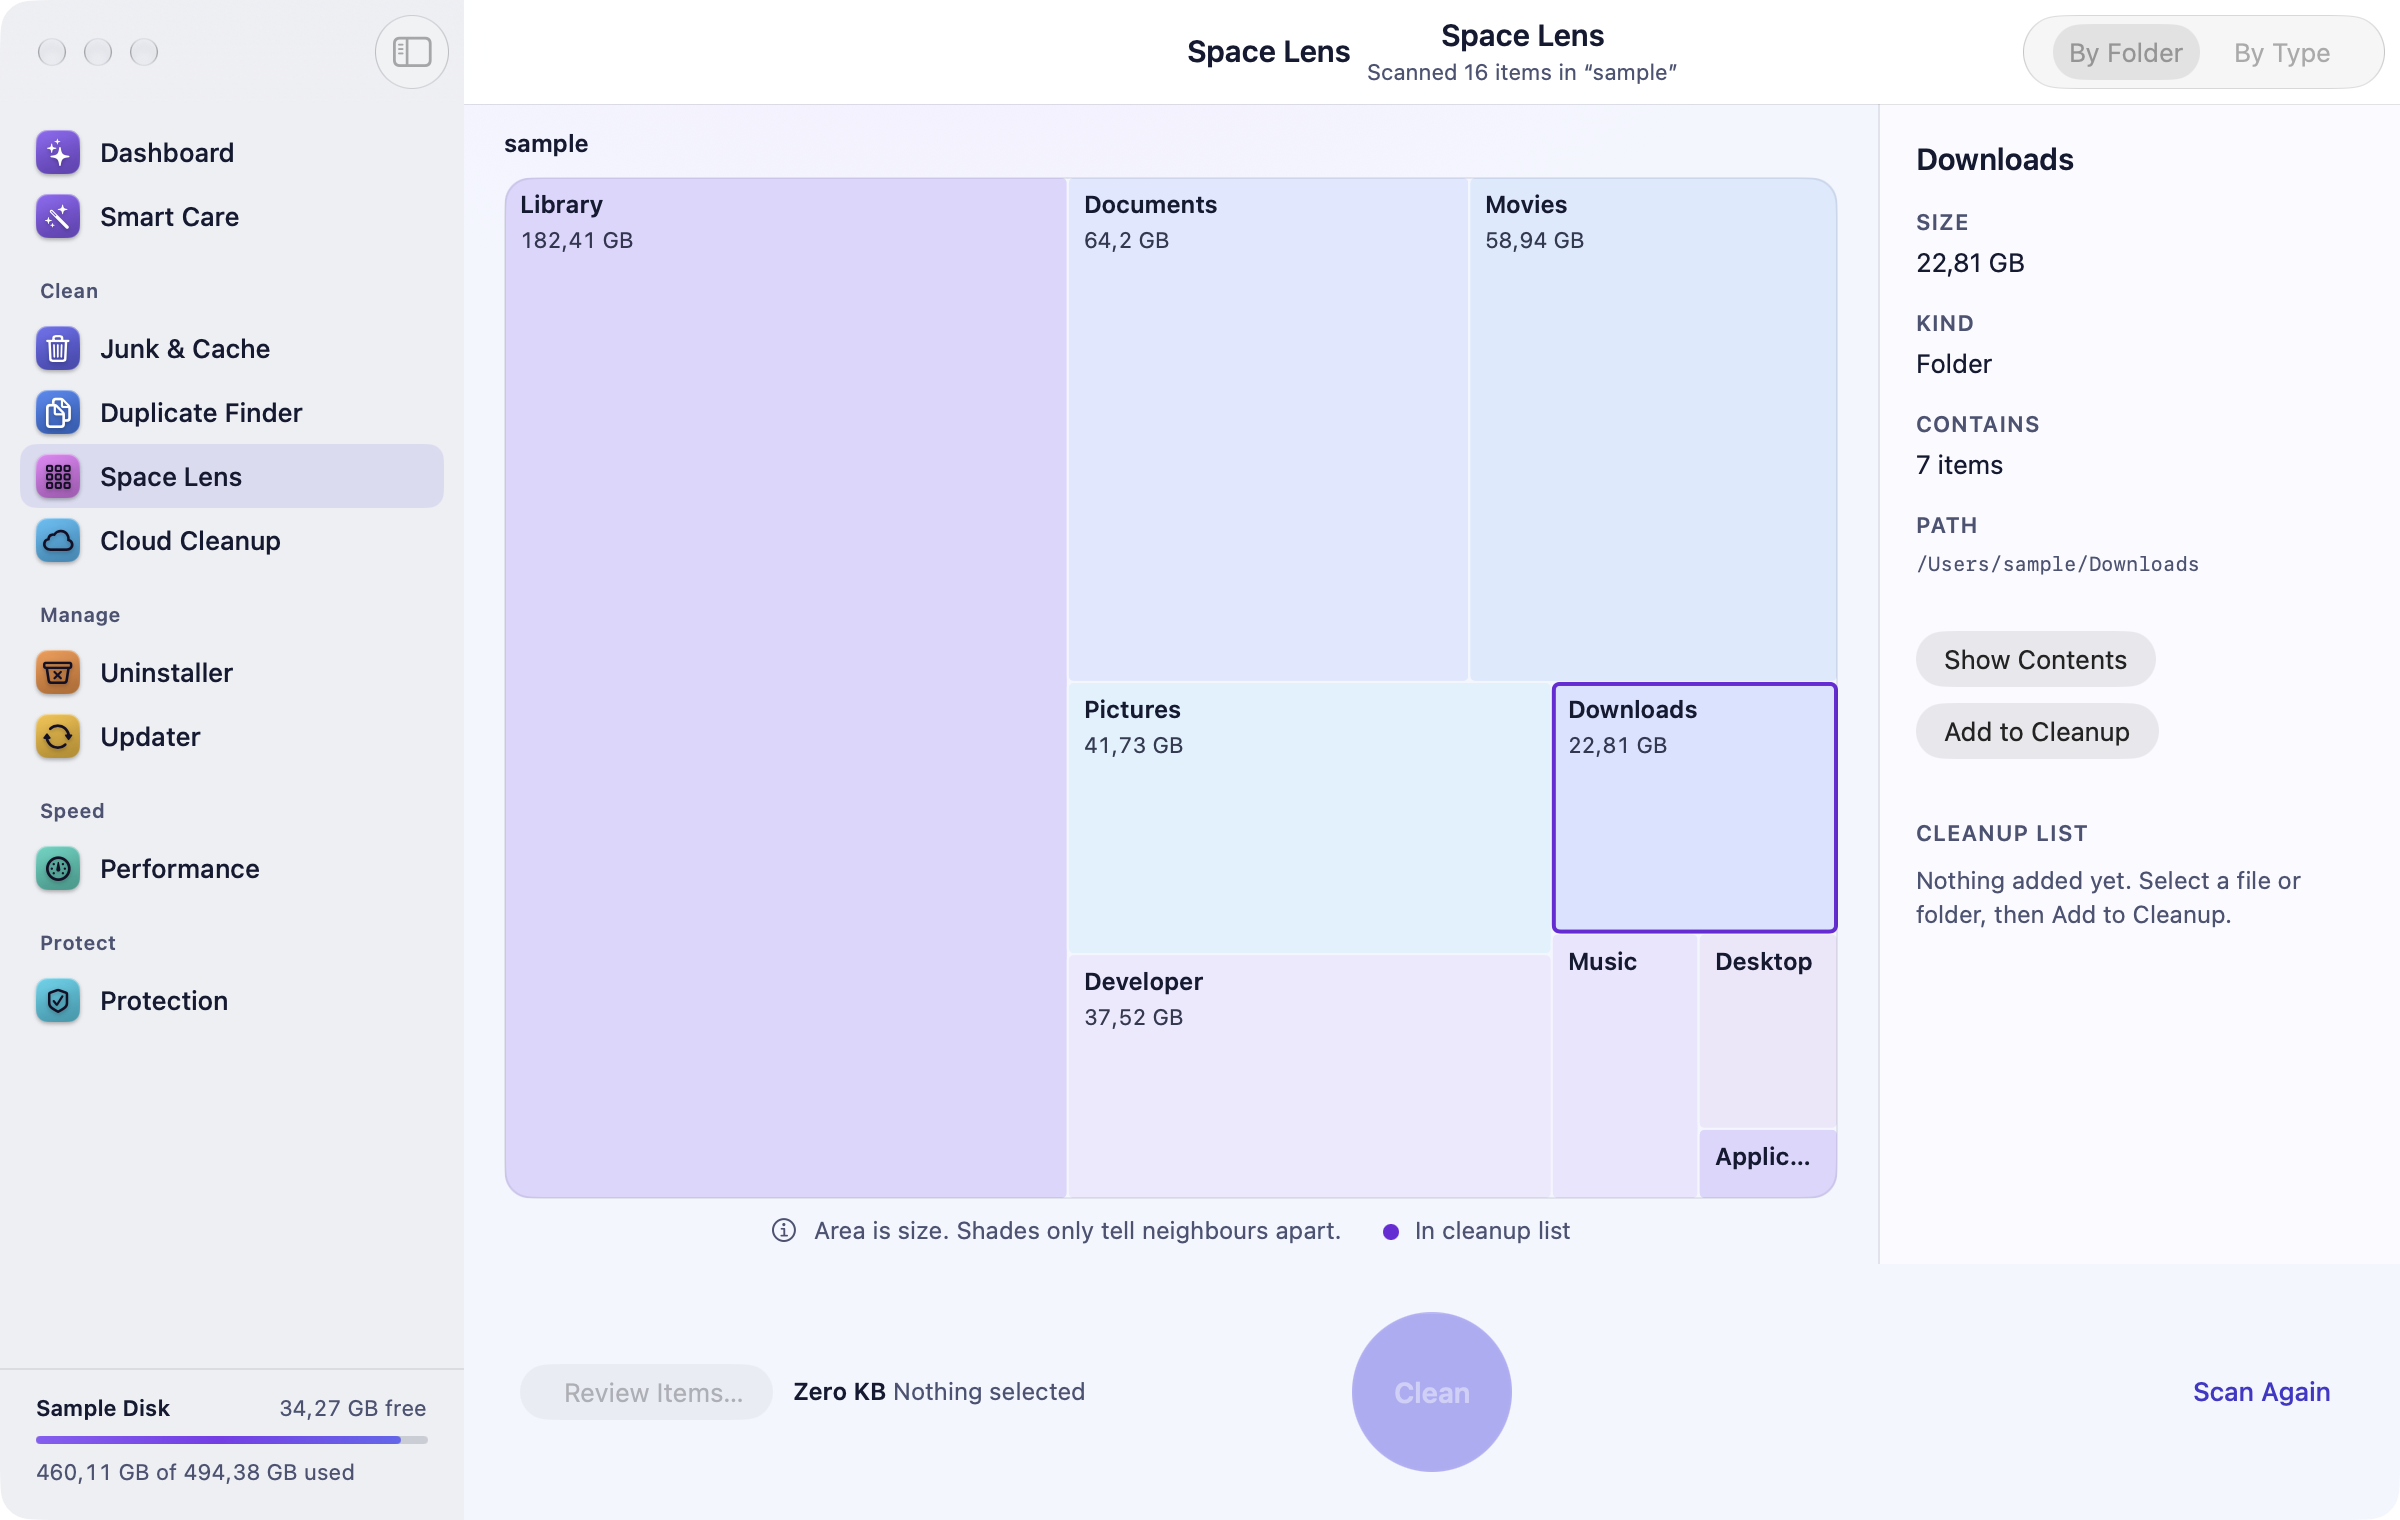 Dashboard
Smart Care
Clean
Junk & Cache
Duplicate Finder
Space Lens
Cloud Cleanup
Manage
Uninstaller
Updater
Speed
Performance
Protect
Protection
Sample Disk 34,27 GB free
460,11 GB of 494,38 GB used
Space Lens
Space Lens
Scanned 16 items in “sample”
By Folder By Type
sample
Library
182,41 GB
Documents
64,2 GB
Movies
58,94 GB
Pictures
41,73 GB
Downloads
22,81 GB
Developer
37,52 GB
Music
Desktop
Applic...
Area is size. Shades only tell neighbours apart. In cleanup list
Downloads
SIZE
22,81 GB
KIND
Folder
CONTAINS
7 items
PATH
/Users/sample/Downloads
Show Contents
Add to Cleanup
CLEANUP LIST
Nothing added yet. Select a file or
folder, then Add to Cleanup.
Review Items... Zero KB Nothing selected
Clean
Scan Again